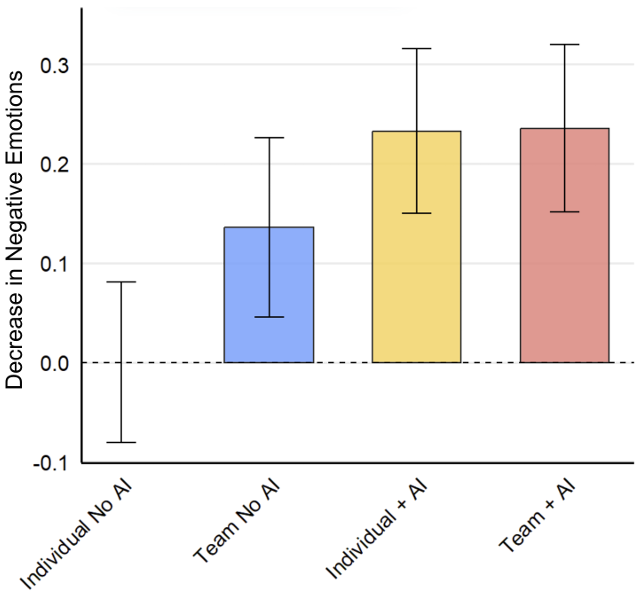 Decrease in Negative Emotions
0.3
0.2
0.1
0.0
-0.1
Individual No AI
Team No AI
Individual + AI
Team + AI